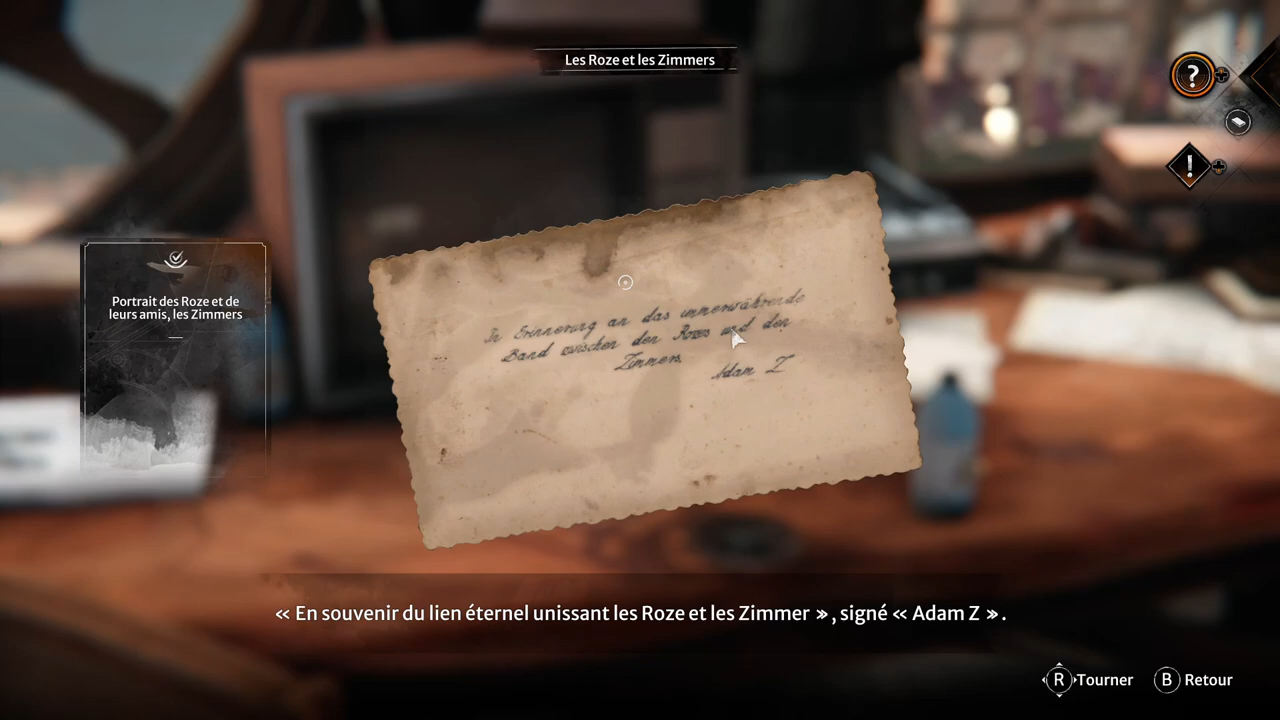 Les Roze et les Zimmers
?
!
Portrait des Roze et de
leurs amis, les Zimmers
In Erinnerung an das immerwährende
Band zwischen den Rozes und den
Zimmers
Adam Z
« En souvenir du lien éternel unissant les Roze et les Zimmer », signé « Adam Z ».
R Tourner
B Retour